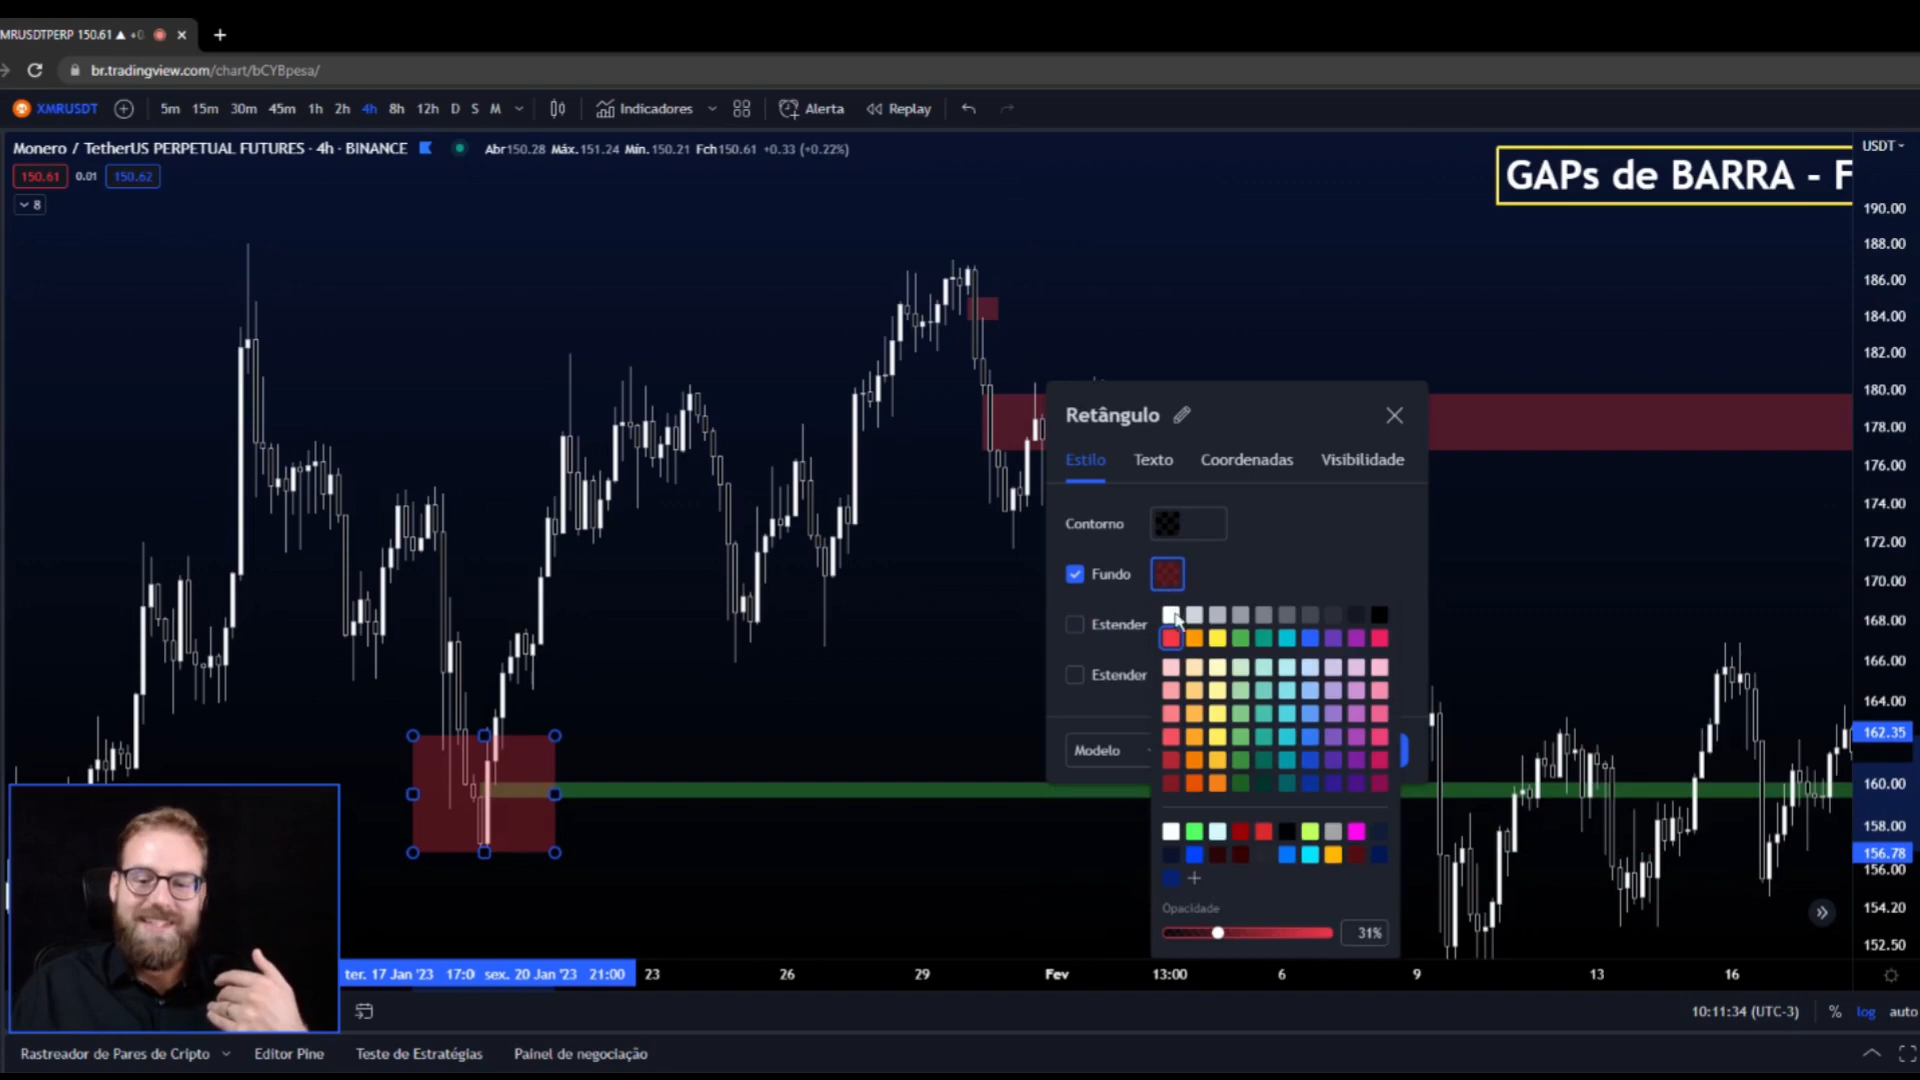 MRUSDTPERP 150.61 ▲ +0
br.tradingview.com/chart/bCYBpesa/
XMRUSDT 5m 15m 30m 45m 1h 2h 4h 8h 12h D S M Indicadores Alerta Replay
Monero / TetherUS PERPETUAL FUTURES · 4h · BINANCE Abr150.28 Máx.151.24 Mín.150.21 Fch150.61 +0.33 (+0.22%)
USDT
150.61 0.01 150.62
GAPs de BARRA - F
8
190.00
188.00
186.00
184.00
182.00
180.00
178.00
176.00
174.00
172.00
170.00
168.00
166.00
164.00
162.35
160.00
158.00
156.78
156.00
154.20
152.50
Retângulo
Estilo Texto Coordenadas Visibilidade
Contorno
Fundo
Estender
Estender
Modelo
Opacidade
31%
ter. 17 Jan '23 17:0 sex. 20 Jan '23 21:00 23 26 29 Fev 13:00 6 9 13 16
10:11:34 (UTC-3) % log auto
Rastreador de Pares de Cripto Editor Pine Teste de Estratégias Painel de negociação